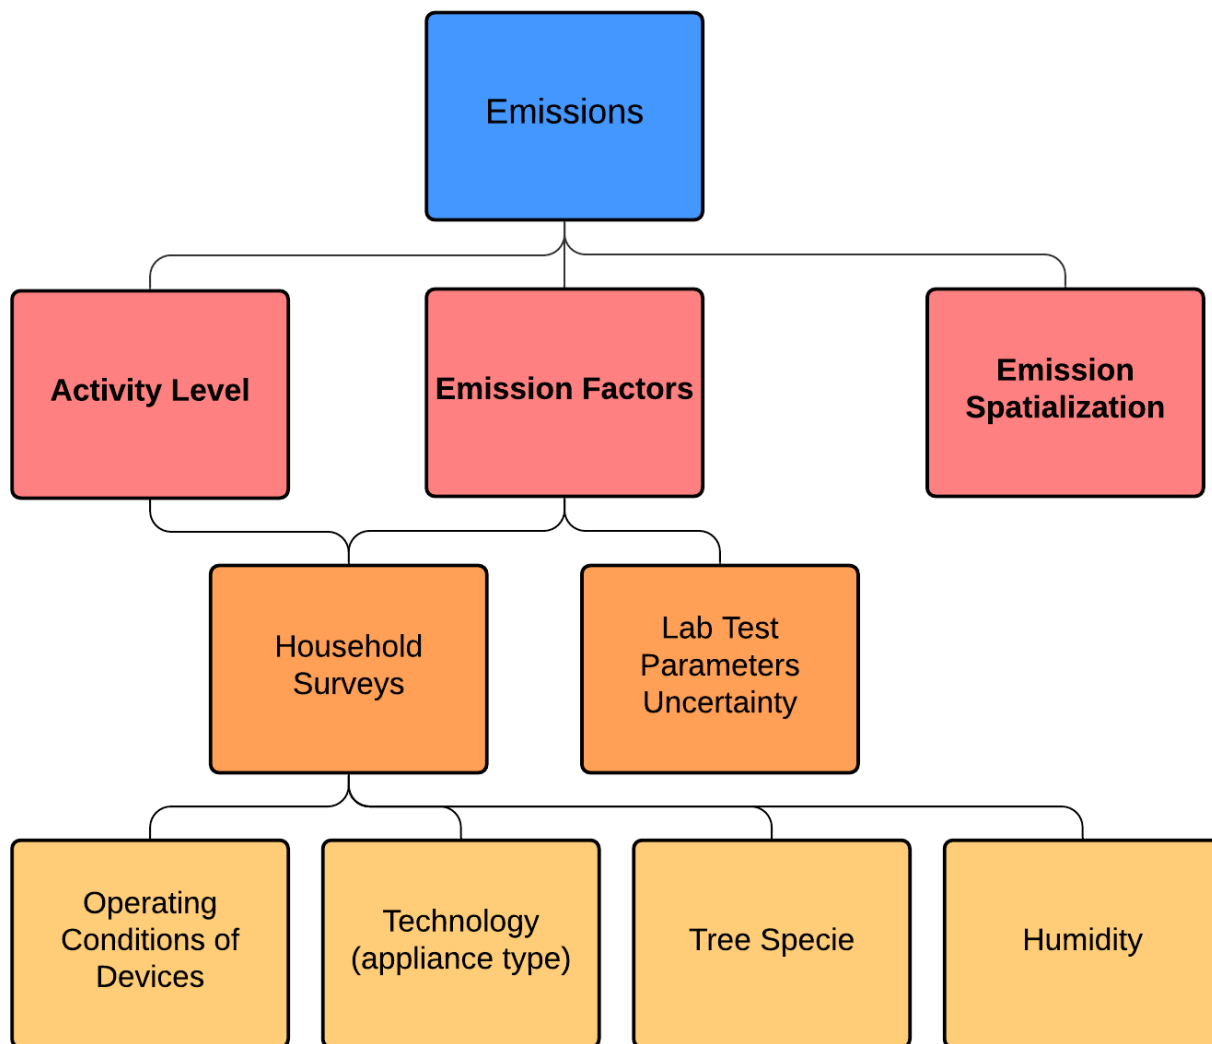 Emissions
Activity Level
Emission Factors
Emission
Spatialization
Household
Surveys
Lab Test
Parameters
Uncertainty
Operating
Conditions of
Devices
Technology
(appliance type)
Tree Specie
Humidity